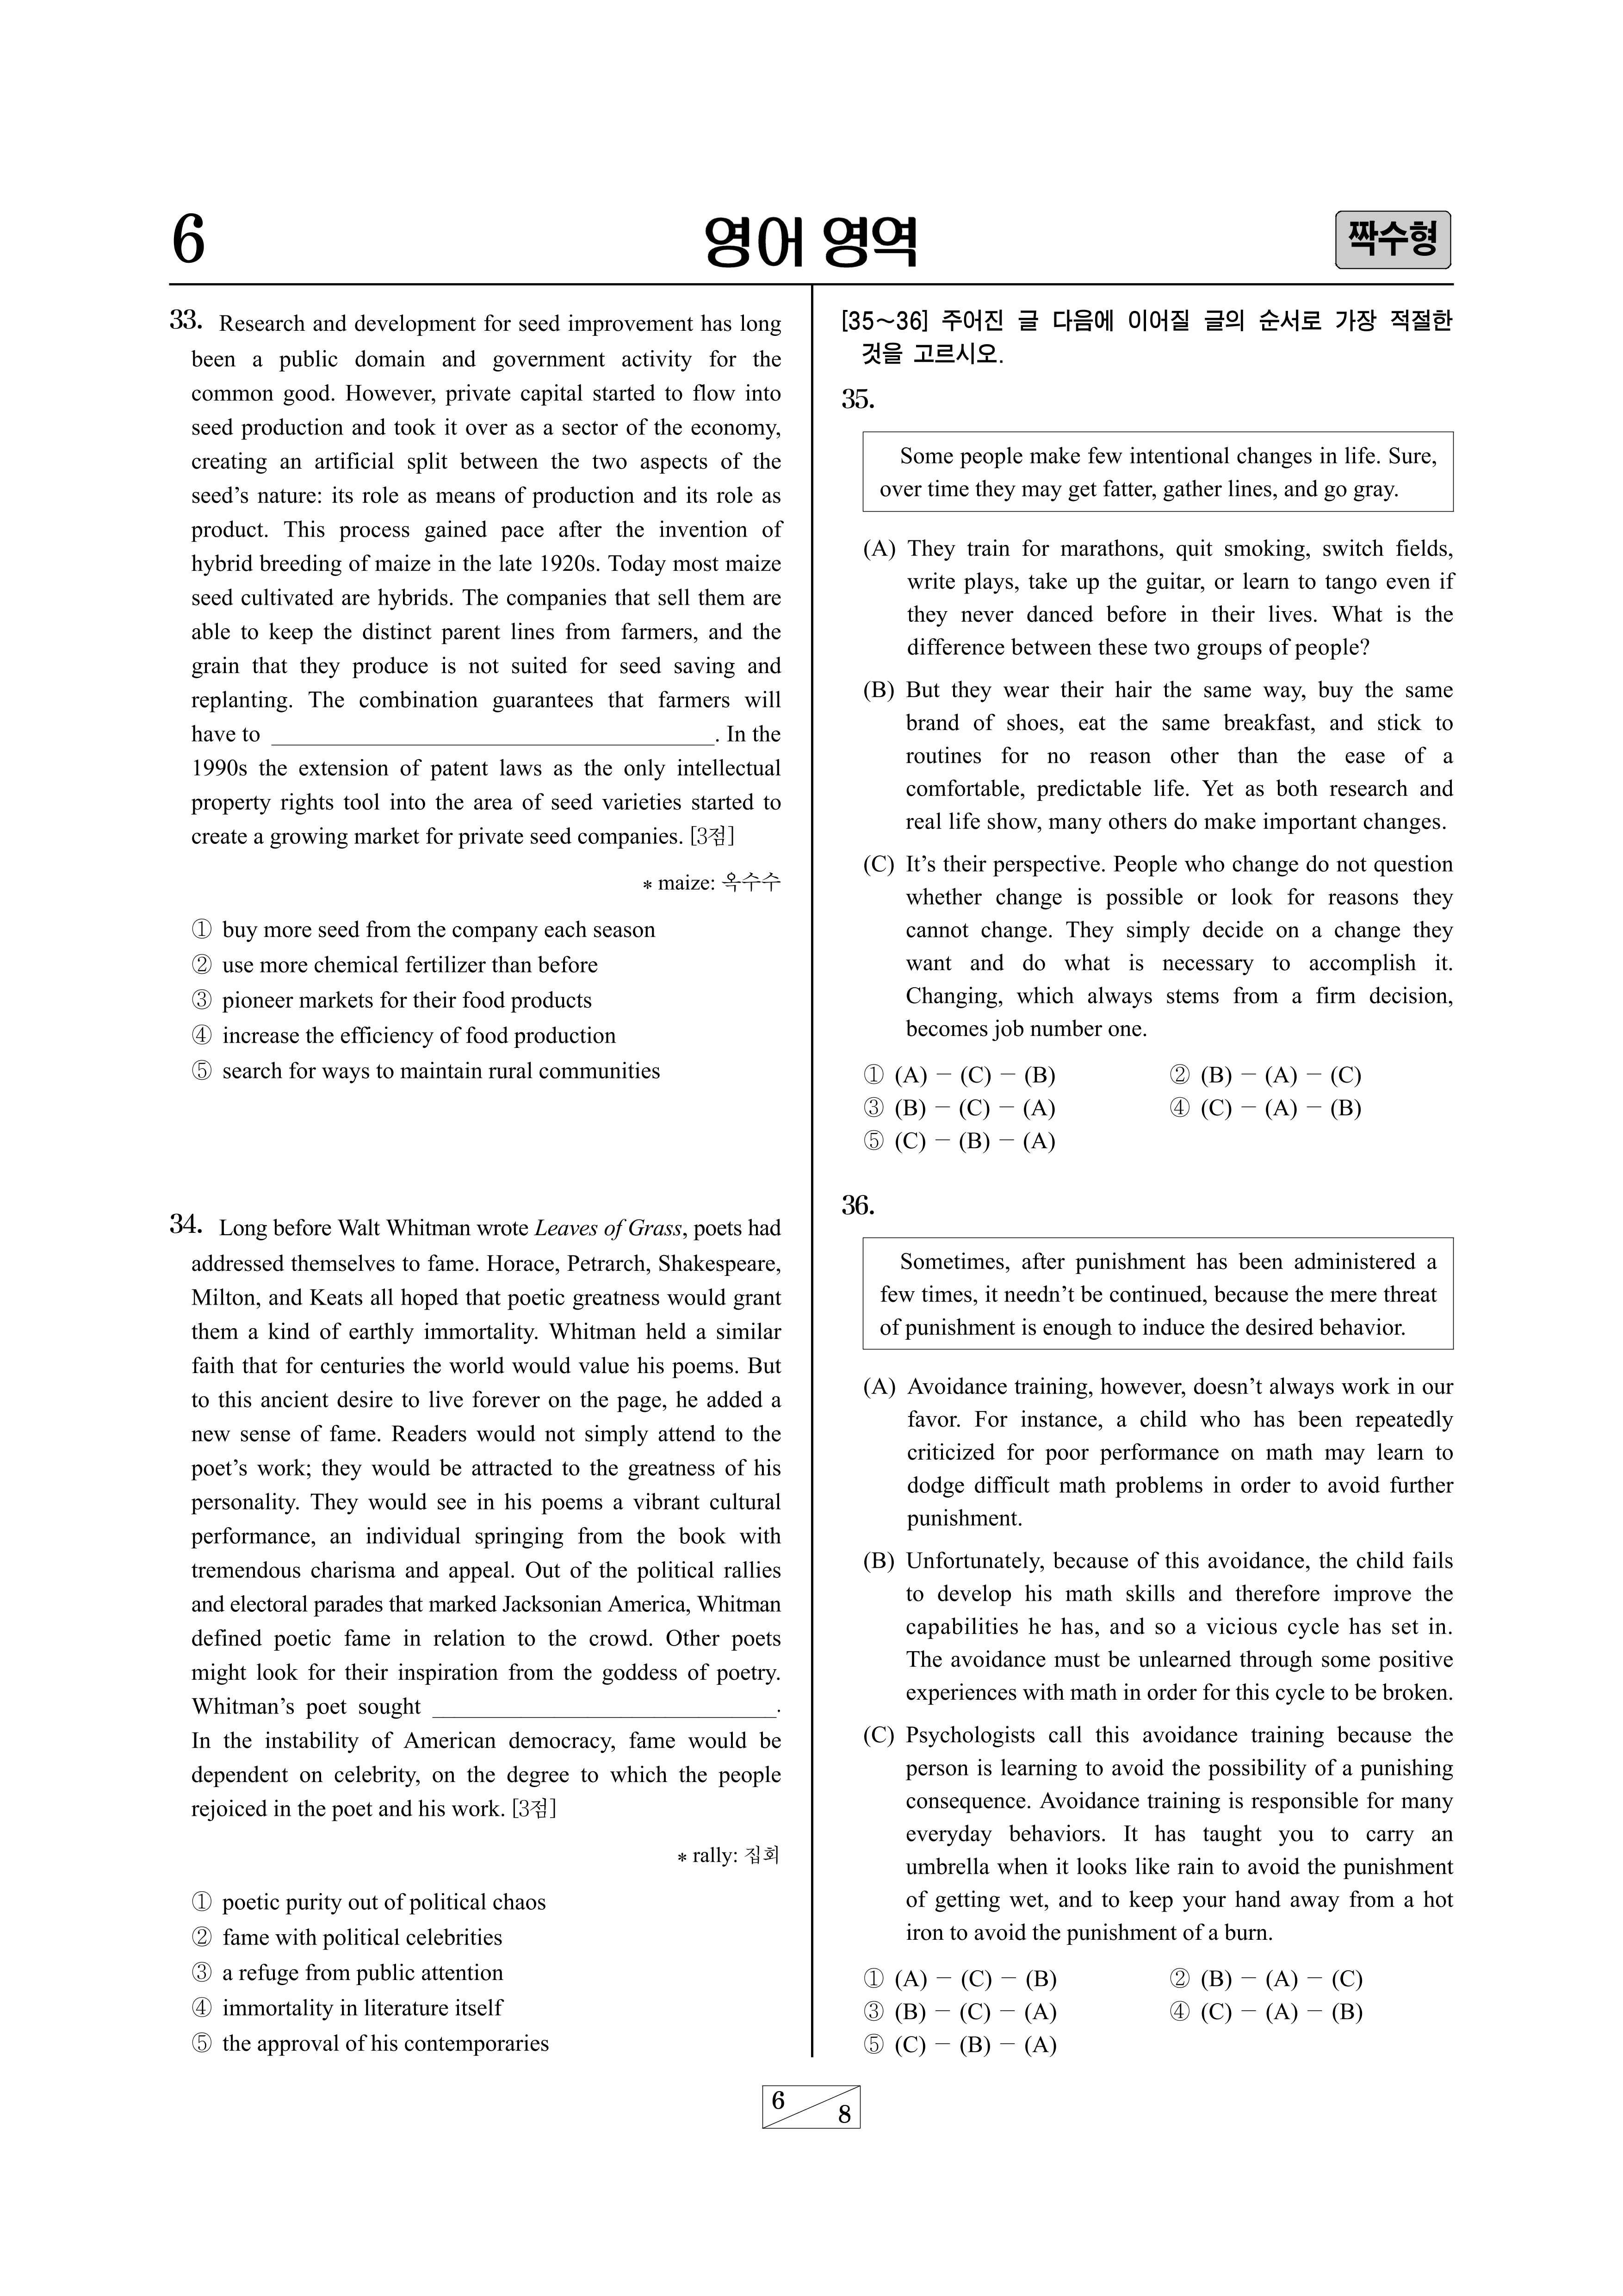 6
영어 영역
짝수형
33. Research and development for seed improvement has long
been a public domain and government activity for the
common good. However, private capital started to flow into
seed production and took it over as a sector of the economy,
creating an artificial split between the two aspects of the
seed's nature: its role as means of production and its role as
product. This process gained pace after the invention of
hybrid breeding of maize in the late 1920s. Today most maize
seed cultivated are hybrids. The companies that sell them are
able to keep the distinct parent lines from farmers, and the
grain that they produce is not suited for seed saving and
replanting. The combination guarantees that farmers will
have to ______________________________. In the
1990s the extension of patent laws as the only intellectual
property rights tool into the area of seed varieties started to
create a growing market for private seed companies. [3점]
* maize: 옥수수
① buy more seed from the company each season
② use more chemical fertilizer than before
③ pioneer markets for their food products
④ increase the efficiency of food production
⑤ search for ways to maintain rural communities
34. Long before Walt Whitman wrote Leaves of Grass, poets had
addressed themselves to fame. Horace, Petrarch, Shakespeare,
Milton, and Keats all hoped that poetic greatness would grant
them a kind of earthly immortality. Whitman held a similar
faith that for centuries the world would value his poems. But
to this ancient desire to live forever on the page, he added a
new sense of fame. Readers would not simply attend to the
poet's work; they would be attracted to the greatness of his
personality. They would see in his poems a vibrant cultural
performance, an individual springing from the book with
tremendous charisma and appeal. Out of the political rallies
and electoral parades that marked Jacksonian America, Whitman
defined poetic fame in relation to the crowd. Other poets
might look for their inspiration from the goddess of poetry.
Whitman's poet sought ______________________________.
In the instability of American democracy, fame would be
dependent on celebrity, on the degree to which the people
rejoiced in the poet and his work. [3점]
* rally: 집회
① poetic purity out of political chaos
② fame with political celebrities
③ a refuge from public attention
④ immortality in literature itself
⑤ the approval of his contemporaries
[35~36] 주어진 글 다음에 이어질 글의 순서로 가장 적절한
것을 고르시오.
35.
Some people make few intentional changes in life. Sure,
over time they may get fatter, gather lines, and go gray.
(A) They train for marathons, quit smoking, switch fields,
write plays, take up the guitar, or learn to tango even if
they never danced before in their lives. What is the
difference between these two groups of people?
(B) But they wear their hair the same way, buy the same
brand of shoes, eat the same breakfast, and stick to
routines for no reason other than the ease of a
comfortable, predictable life. Yet as both research and
real life show, many others do make important changes.
(C) It's their perspective. People who change do not question
whether change is possible or look for reasons they
cannot change. They simply decide on a change they
want and do what is necessary to accomplish it.
Changing, which always stems from a firm decision,
becomes job number one.
① (A) － (C) － (B) ② (B) － (A) － (C)
③ (B) － (C) － (A) ④ (C) － (A) － (B)
⑤ (C) － (B) － (A)
36.
Sometimes, after punishment has been administered a
few times, it needn't be continued, because the mere threat
of punishment is enough to induce the desired behavior.
(A) Avoidance training, however, doesn't always work in our
favor. For instance, a child who has been repeatedly
criticized for poor performance on math may learn to
dodge difficult math problems in order to avoid further
punishment.
(B) Unfortunately, because of this avoidance, the child fails
to develop his math skills and therefore improve the
capabilities he has, and so a vicious cycle has set in.
The avoidance must be unlearned through some positive
experiences with math in order for this cycle to be broken.
(C) Psychologists call this avoidance training because the
person is learning to avoid the possibility of a punishing
consequence. Avoidance training is responsible for many
everyday behaviors. It has taught you to carry an
umbrella when it looks like rain to avoid the punishment
of getting wet, and to keep your hand away from a hot
iron to avoid the punishment of a burn.
① (A) － (C) － (B) ② (B) － (A) － (C)
③ (B) － (C) － (A) ④ (C) － (A) － (B)
⑤ (C) － (B) － (A)
6
8